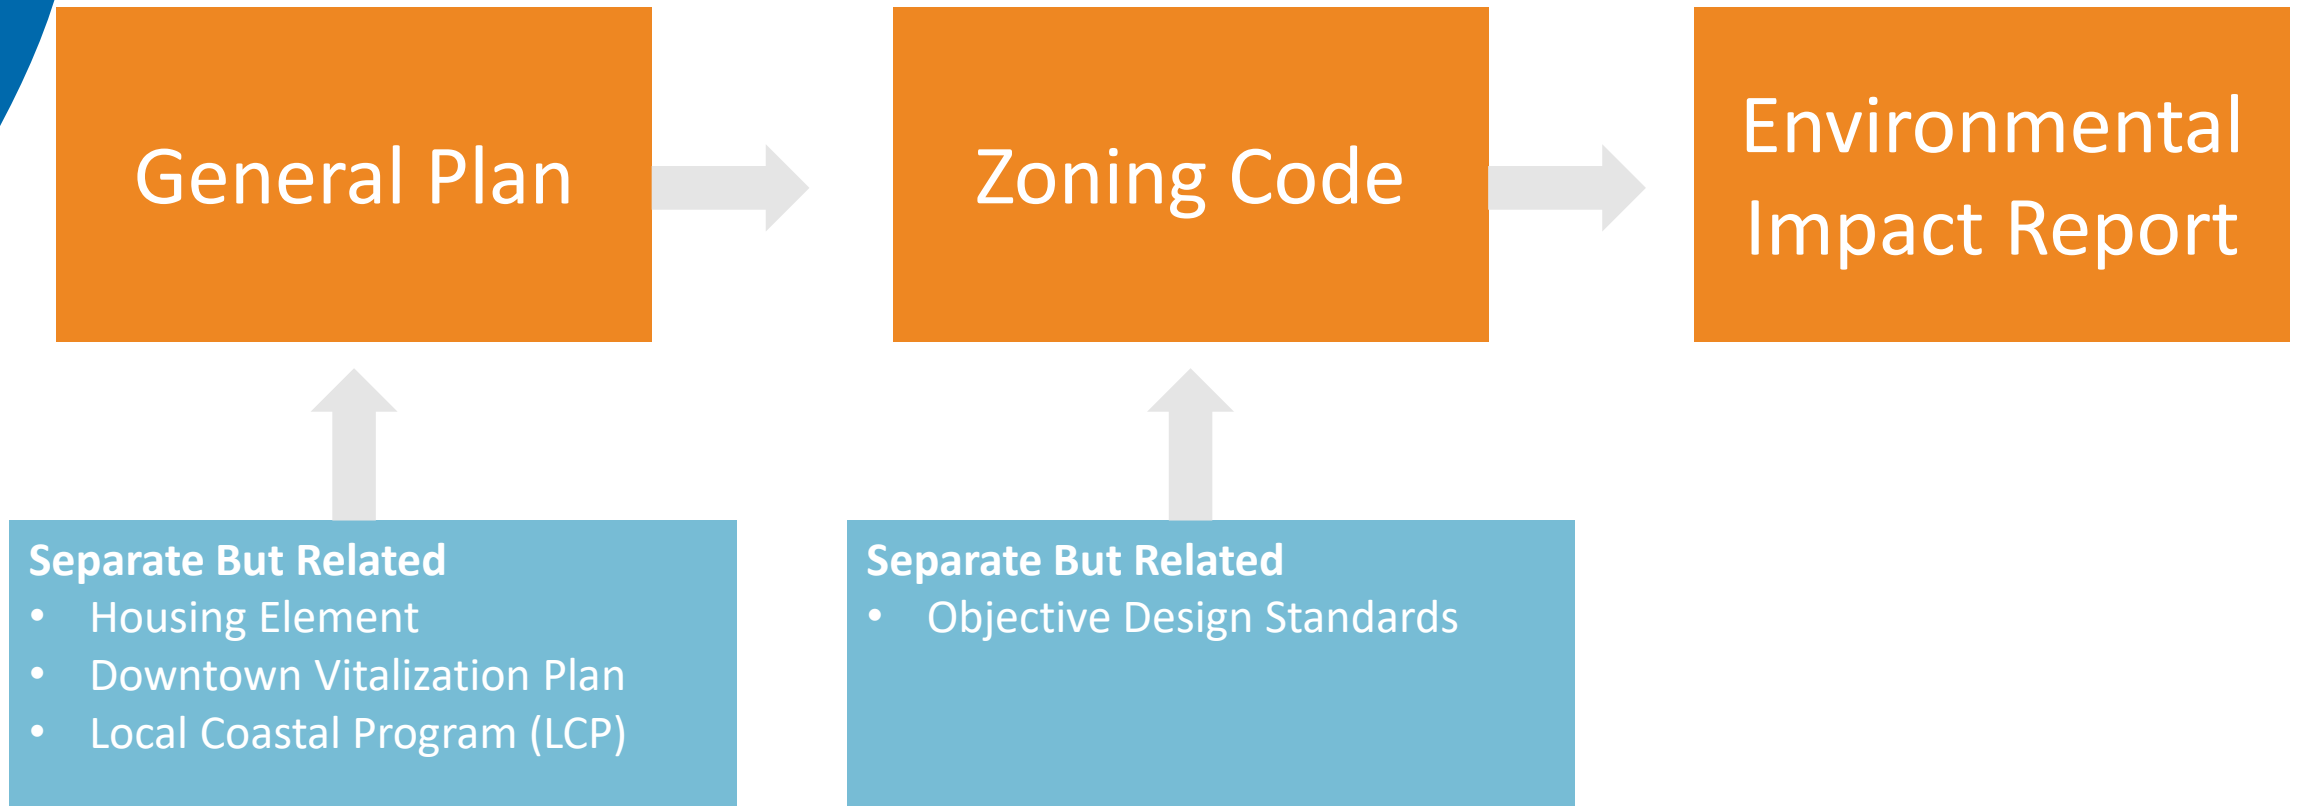 General Plan
Zoning Code
Environmental
Impact Report
Separate But Related
• Housing Element
• Downtown Vitalization Plan
• Local Coastal Program (LCP)
Separate But Related
• Objective Design Standards